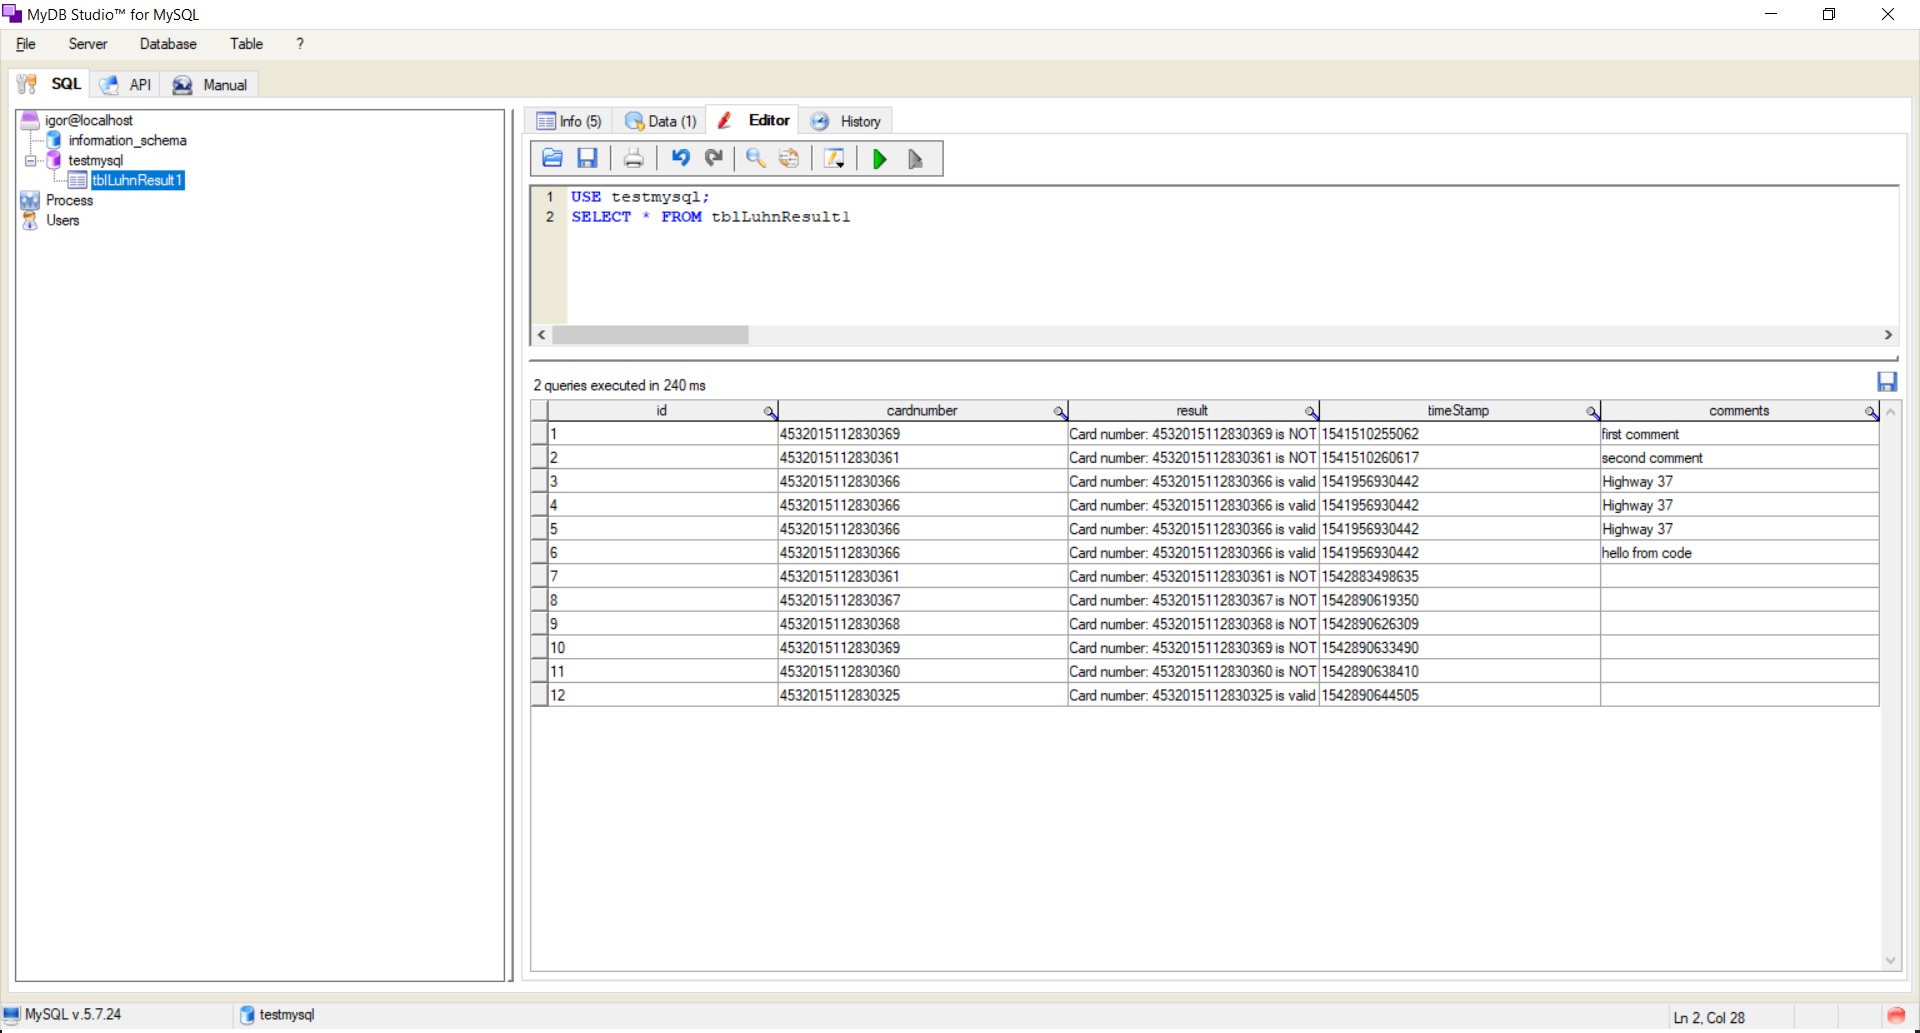 MyDB Studio™ for MySQL
File Server Database Table ?
SQL API Manual
igor@localhost
information_schema
testmysql
tblLuhnResult1
Process
Users
Info (5) Data (1) Editor History
1 USE testmysql;
2 SELECT * FROM tblLuhnResult1
2 queries executed in 240 ms
id cardnumber result timeStamp comments
1 4532015112830369 Card number: 4532015112830369 is NOT 1541510255062 first comment
2 4532015112830361 Card number: 4532015112830361 is NOT 1541510260617 second comment
3 4532015112830366 Card number: 4532015112830366 is valid 1541956930442 Highway 37
4 4532015112830366 Card number: 4532015112830366 is valid 1541956930442 Highway 37
5 4532015112830366 Card number: 4532015112830366 is valid 1541956930442 Highway 37
6 4532015112830366 Card number: 4532015112830366 is valid 1541956930442 hello from code
7 4532015112830361 Card number: 4532015112830361 is NOT 1542883498635
8 4532015112830367 Card number: 4532015112830367 is NOT 1542890619350
9 4532015112830368 Card number: 4532015112830368 is NOT 1542890626309
10 4532015112830369 Card number: 4532015112830369 is NOT 1542890633490
11 4532015112830360 Card number: 4532015112830360 is NOT 1542890638410
12 4532015112830325 Card number: 4532015112830325 is valid 1542890644505
MySQL v.5.7.24 testmysql Ln 2, Col 28